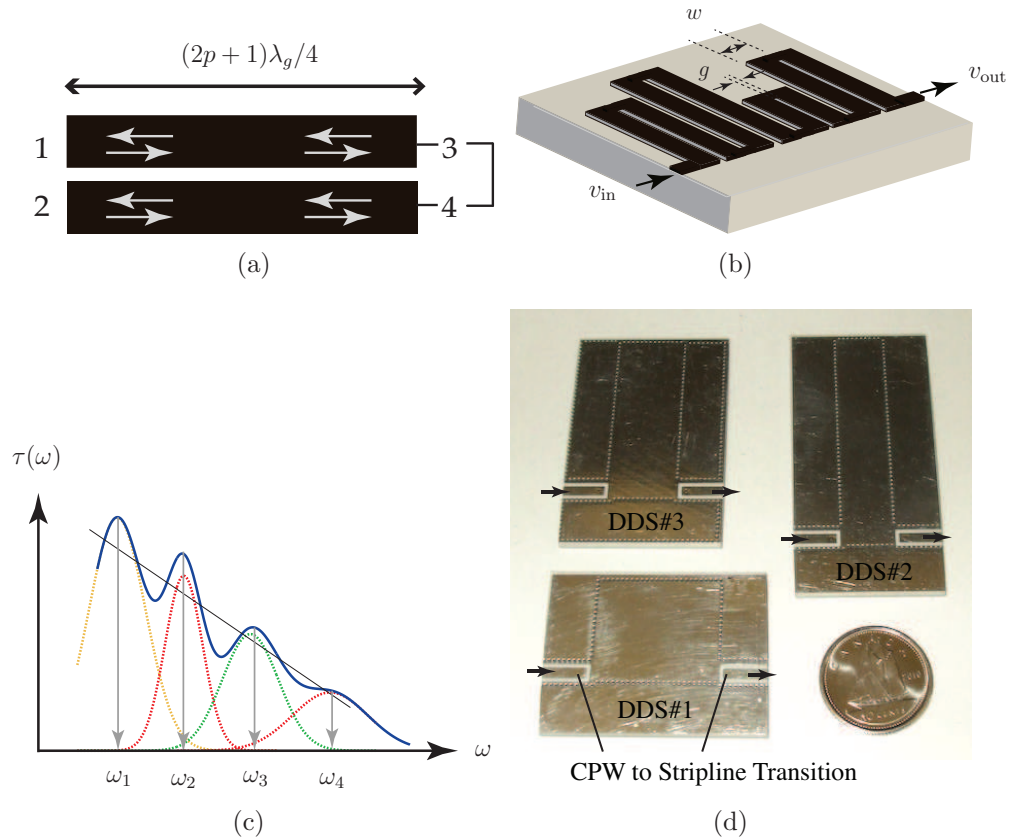 (2p + 1)λg/4
1
3
2
4
(a)
w
g
vout
vin
(b)
τ(ω)
ω1
ω2
ω3
ω4
ω
(c)
DDS#3
DDS#2
DDS#1
CPW to Stripline Transition
(d)